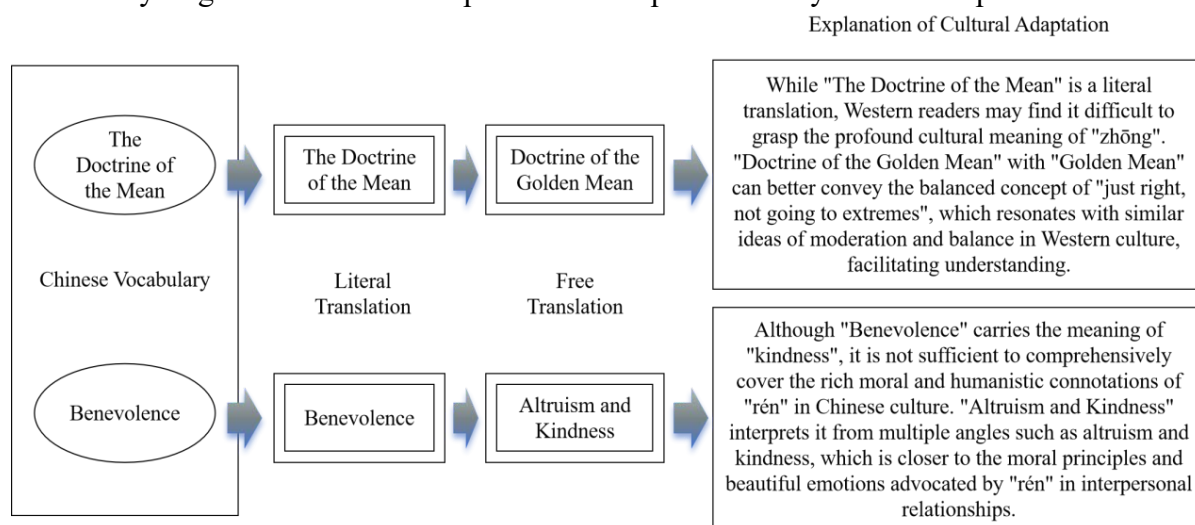 Explanation of Cultural Adaptation
The
Doctrine of
the Mean
The Doctrine
of the Mean
Doctrine of the
Golden Mean
While "The Doctrine of the Mean" is a literal
translation, Western readers may find it difficult to
grasp the profound cultural meaning of "zhōng".
"Doctrine of the Golden Mean" with "Golden Mean"
can better convey the balanced concept of "just right,
not going to extremes", which resonates with similar
ideas of moderation and balance in Western culture,
facilitating understanding.
Chinese Vocabulary
Literal
Translation
Free
Translation
Benevolence
Benevolence
Altruism and
Kindness
Although "Benevolence" carries the meaning of
"kindness", it is not sufficient to comprehensively
cover the rich moral and humanistic connotations of
"rén" in Chinese culture. "Altruism and Kindness"
interprets it from multiple angles such as altruism and
kindness, which is closer to the moral principles and
beautiful emotions advocated by "rén" in interpersonal
relationships.